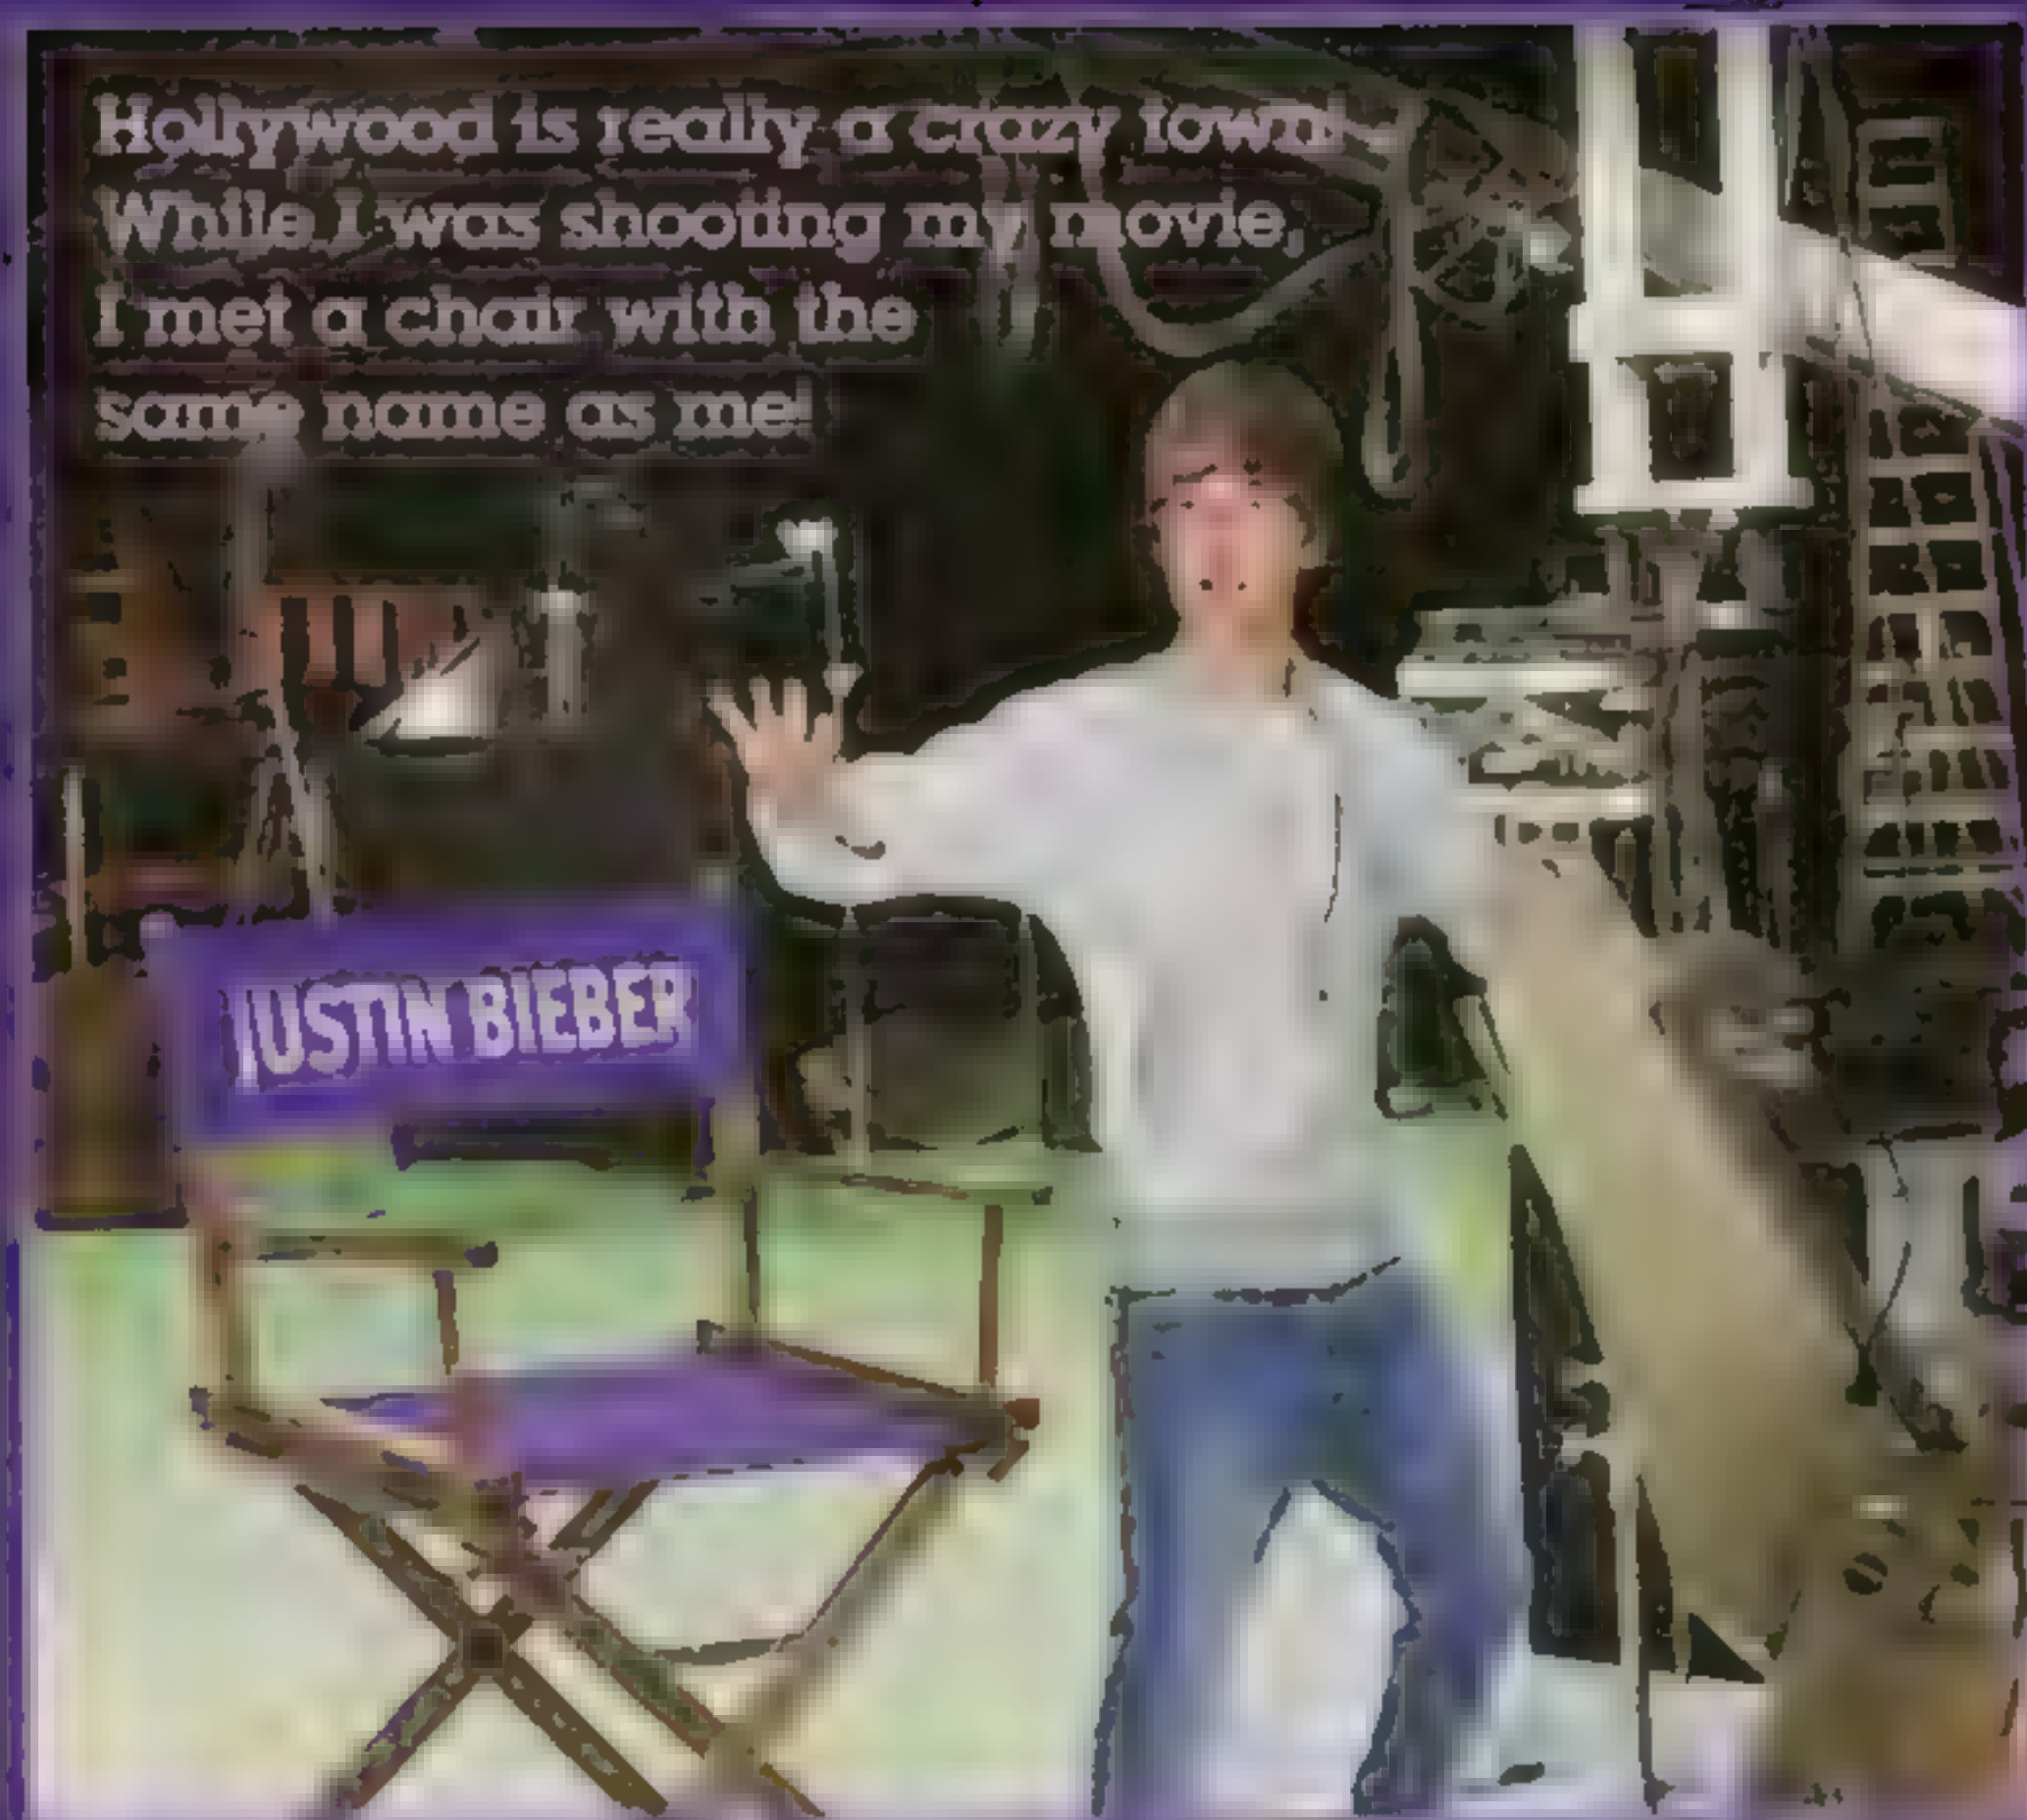 Hollywood is really a crazy town!
While I was shooting my movie,
I met a chair with the
same name as me!
JUSTIN BIEBER